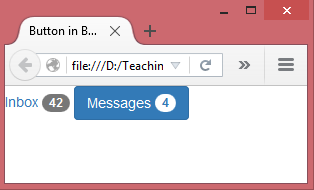 Button in B...
file:///D:/Teachin
Inbox 42 Messages 4